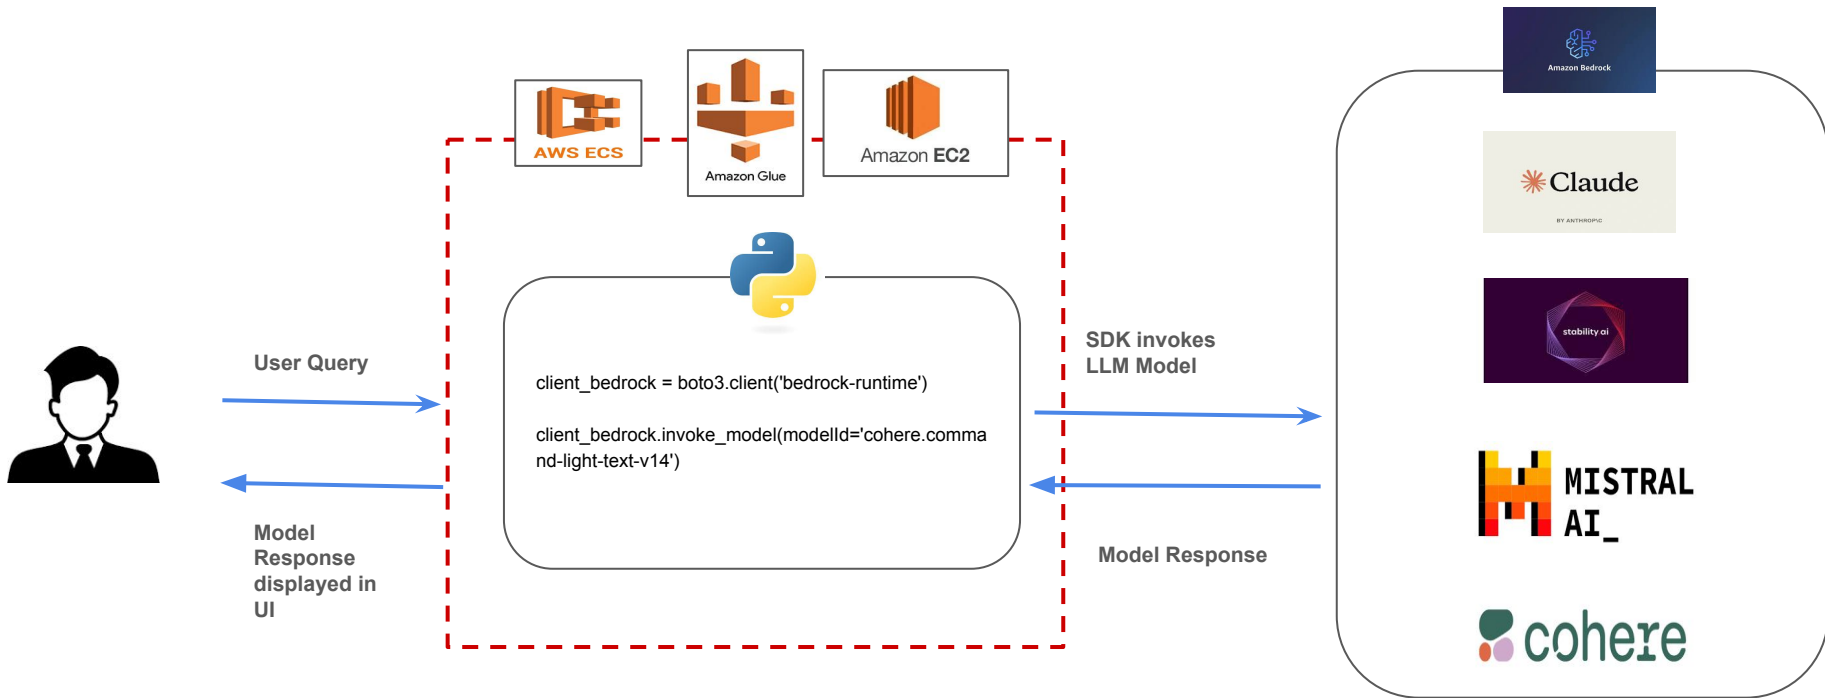 AWS ECS
Amazon Glue
Amazon EC2
User Query
Model
Response
displayed in
UI
client_bedrock = boto3.client('bedrock-runtime')
client_bedrock.invoke_model(modelId='cohere.comma
nd-light-text-v14')
SDK invokes
LLM Model
Model Response
Amazon Bedrock
Claude
BY ANTHROP\C
stability ai
MISTRAL
AI_
cohere